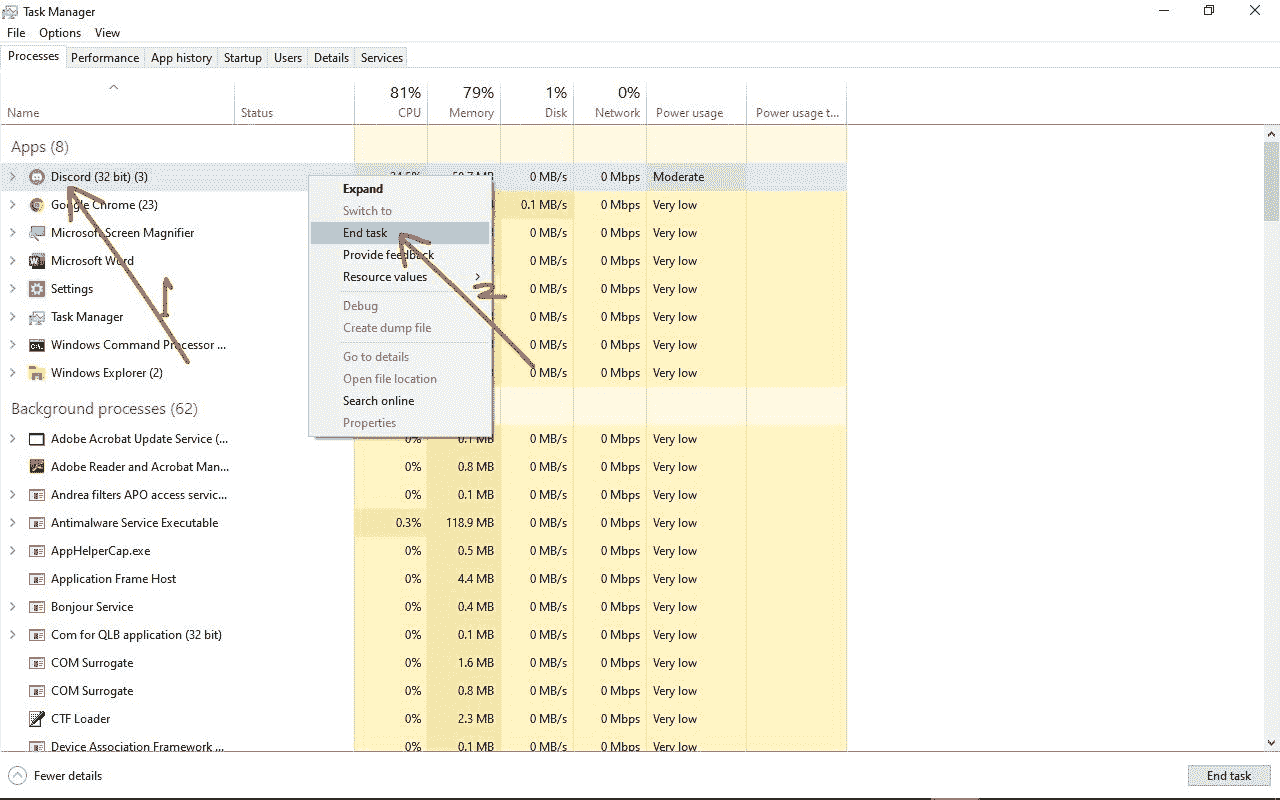 Task Manager
File Options View
Processes Performance App history Startup Users Details Services
81% 79% 1% 0%
Name Status CPU Memory Disk Network Power usage Power usage t...
Apps (8)
Discord (32 bit) (3) 0 MB/s 0 Mbps Moderate
Expand
Google Chrome (23) 0.1 MB/s 0 Mbps Very low
Switch to
Microsoft Screen Magnifier 0 MB/s 0 Mbps Very low
End task
Microsoft Word 0 MB/s 0 Mbps Very low
Provide feedback
Settings 0 MB/s 0 Mbps Very low
Resource values
1
2
Task Manager 0 MB/s 0 Mbps Very low
Debug
Create dump file
Windows Command Processor ... 0 MB/s 0 Mbps Very low
Go to details
Windows Explorer (2) 0 MB/s 0 Mbps Very low
Open file location
Search online
Properties
Background processes (62)
Adobe Acrobat Update Service (... 0% 0.1 MB 0 MB/s 0 Mbps Very low
Adobe Reader and Acrobat Man... 0% 0.8 MB 0 MB/s 0 Mbps Very low
Andrea filters APO access servic... 0% 0.1 MB 0 MB/s 0 Mbps Very low
Antimalware Service Executable 0.3% 118.9 MB 0 MB/s 0 Mbps Very low
AppHelperCap.exe 0% 0.5 MB 0 MB/s 0 Mbps Very low
Application Frame Host 0% 4.4 MB 0 MB/s 0 Mbps Very low
Bonjour Service 0% 0.4 MB 0 MB/s 0 Mbps Very low
Com for QLB application (32 bit) 0% 0.1 MB 0 MB/s 0 Mbps Very low
COM Surrogate 0% 1.6 MB 0 MB/s 0 Mbps Very low
COM Surrogate 0% 0.8 MB 0 MB/s 0 Mbps Very low
CTF Loader 0% 2.3 MB 0 MB/s 0 Mbps Very low
Device Association Framework ... 0% 0.1 MB 0 MB/s 0 Mbps Very low
Fewer details End task